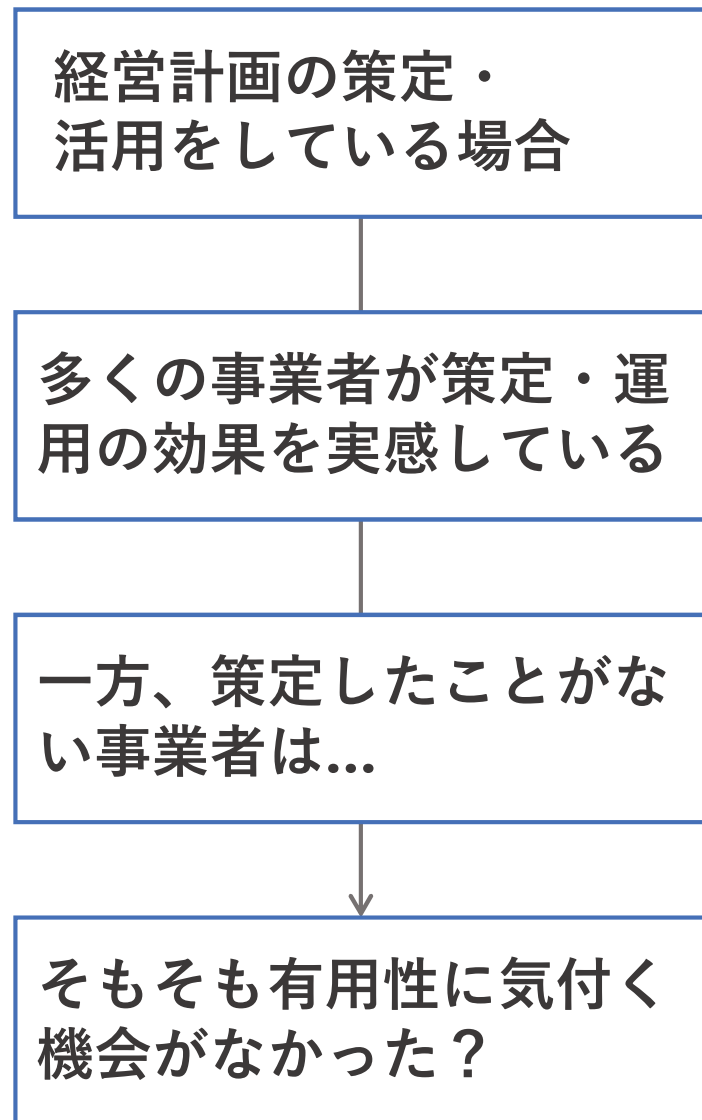 経営計画の策定・
活用をしている場合
多くの事業者が策定・運
用の効果を実感している
一方、策定したことがな
い事業者は...
そもそも有用性に気付く
機会がなかった？